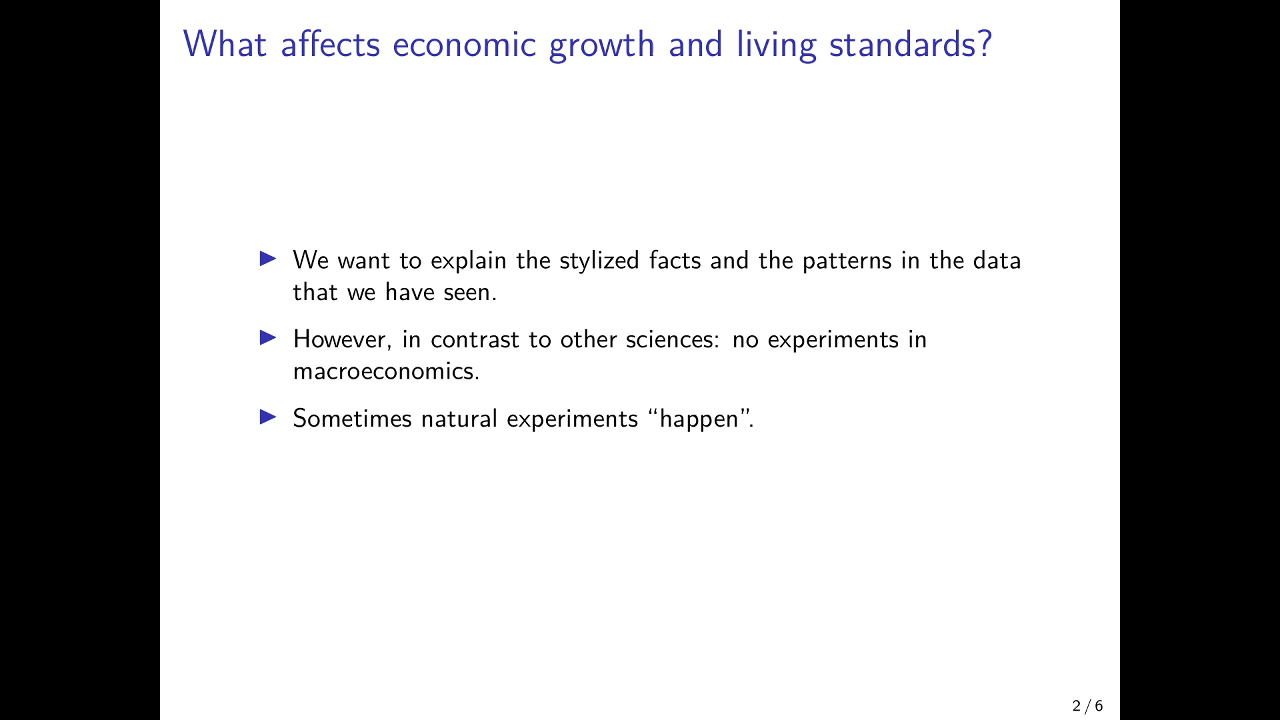 What affects economic growth and living standards?
▶ We want to explain the stylized facts and the patterns in the data
that we have seen.
▶ However, in contrast to other sciences: no experiments in
macroeconomics.
▶ Sometimes natural experiments “happen”.
2 / 6